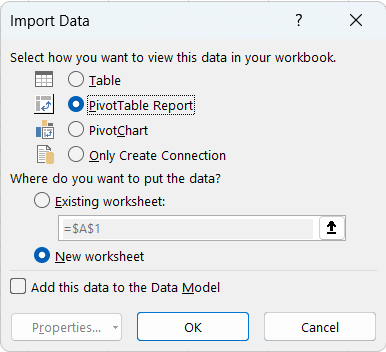 Import Data
?
Select how you want to view this data in your workbook.
Table
PivotTable Report
PivotChart
Only Create Connection
Where do you want to put the data?
Existing worksheet:
=$A$1
New worksheet
Add this data to the Data Model
Properties...
OK
Cancel